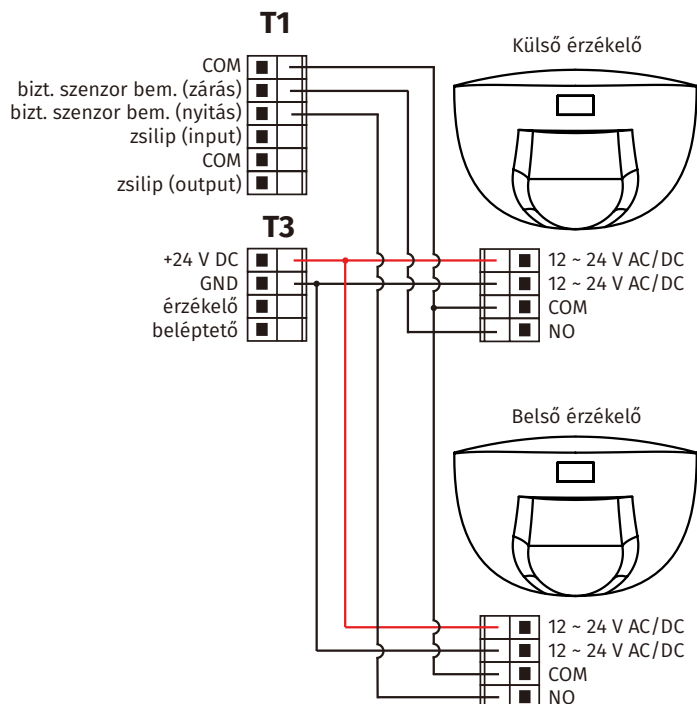 T1
COM
bizt. szenzor bem. (zárás)
bizt. szenzor bem. (nyitás)
zsilip (input)
COM
zsilip (output)
T3
+24 V DC
GND
érzékelő
beléptető
Külső érzékelő
12 ~ 24 V AC/DC
12 ~ 24 V AC/DC
COM
NO
Belső érzékelő
12 ~ 24 V AC/DC
12 ~ 24 V AC/DC
COM
NO